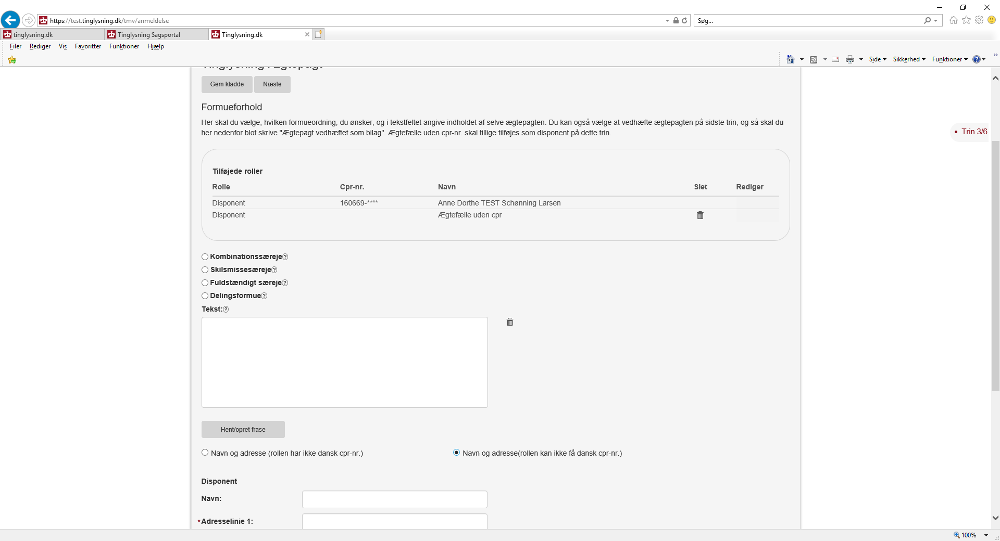 https://test.tinglysning.dk/tmv/anmeldelse
Søg...
tinglysning.dk
Tinglysning Sagsportal
Tinglysning.dk
Filer Rediger Vis Favoritter Funktioner Hjælp
Side Sikkerhed Funktioner
Tinglysning Ægtepagt
Gem kladde Næste
Formueforhold
Her skal du vælge, hvilken formueordning, du ønsker, og i tekstfeltet angive indholdet af selve ægtepagten. Du kan også vælge at vedhæfte ægtepagten på sidste trin, og så skal du
her nedenfor blot skrive "Ægtepagt vedhæftet som bilag". Ægtefælle uden cpr-nr. skal tillige tilføjes som disponent på dette trin.
• Trin 3/6
Tilføjede roller
Rolle Cpr-nr. Navn Slet Rediger
Disponent 160669-**** Anne Dorthe TEST Schønning Larsen
Disponent Ægtefælle uden cpr
Kombinationssæreje?
Skilsmissesæreje?
Fuldstændigt særeje?
Delingsformue?
Tekst:?
Hent/opret frase
Navn og adresse (rollen har ikke dansk cpr-nr.) Navn og adresse(rollen kan ikke få dansk cpr-nr.)
Disponent
Navn:
*Adresselinie 1:
100%